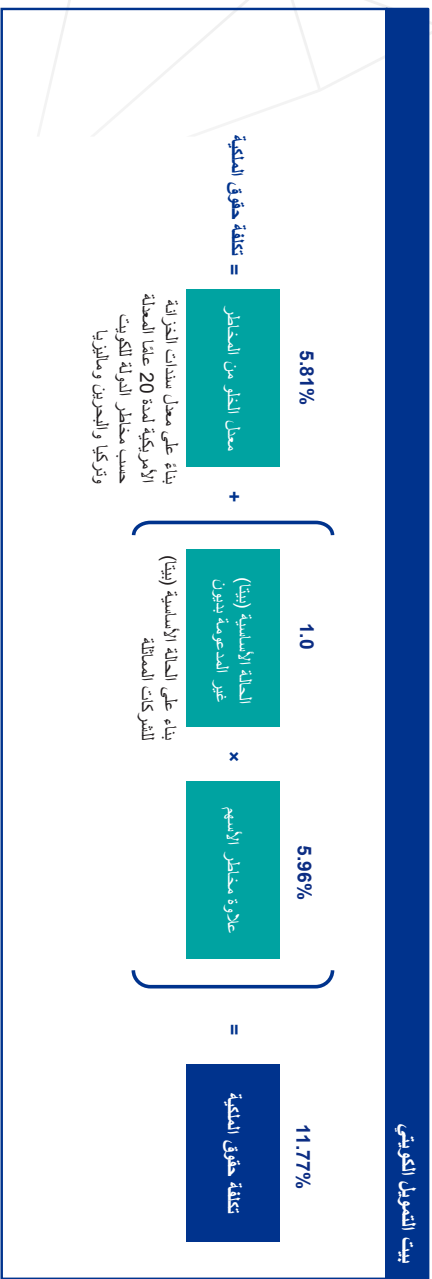 بيت التمويل الكويتي
تكلفة حقوق الملكية =
5.81%
معدل الخلو من المخاطر
بناءً على معدل سندات الخزانة
الأمريكية لمدة 20 عامًا المعدلة
حسب مخاطر الدولة للكويت
وتركيا والبحرين وماليزيا
+
1.0
الحالة الأساسية (بيتا)
غير المدعومة بديون
بناء على الحالة الأساسية (بيتا)
للشركات المماثلة
×
5.96%
علاوة مخاطر الأسهم
=
11.77%
تكلفة حقوق الملكية